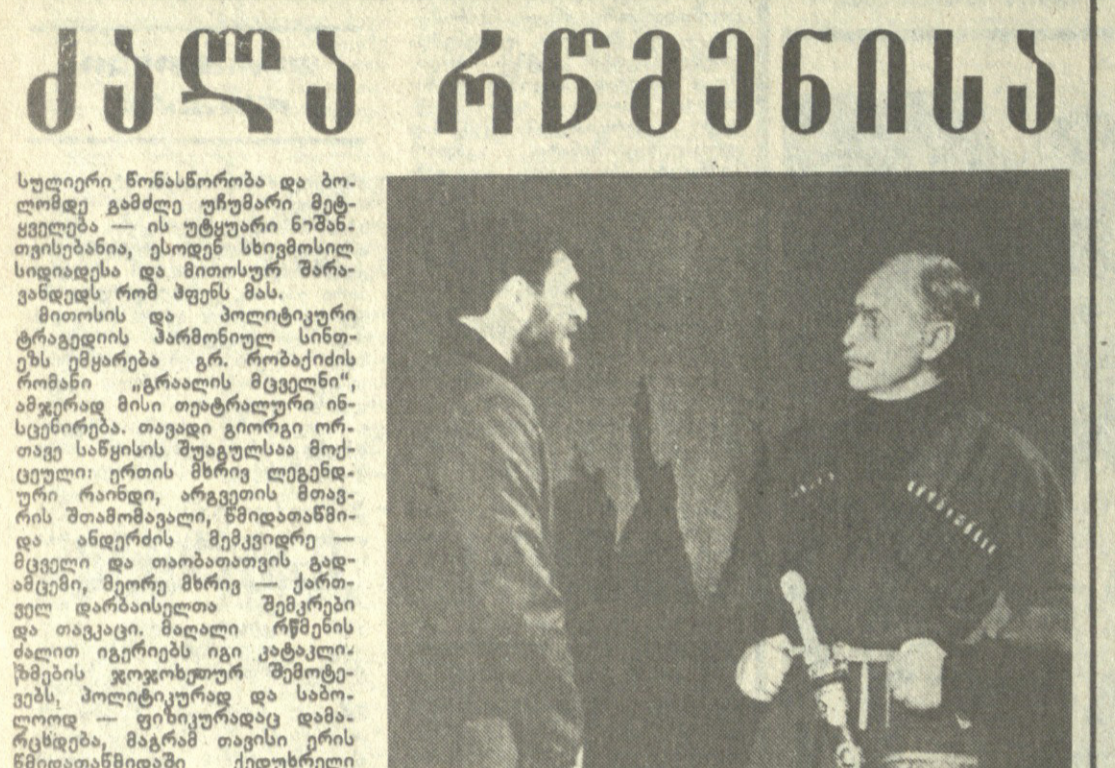 ძალა რწმენისა
სულიერი წონასწორობა და ბო-
ლომდე გამძლე უჩუმარი მეტ-
ყველება — ის უტყუარი ნიშან-
თვისებანია, ესოდენ სხივმოსილ
სიდიადესა და მითოსურ შარა-
ვანდედს რომ ჰფენს მას.
მითოსის და პოლიტიკური
ტრაგედიის ჰარმონიულ სინთ-
ეზს ემყარება გრ. რობაქიძის
რომანი „გრაალის მცველნი“,
ამჯერად მისი თეატრალური ინ-
სცენირება. თავადი გიორგი ორ-
თავე საწყისის შუაგულსაა მოქ-
ცეული: ერთის მხრივ ლეგენდ-
ური რაინდი, არგვეთის მთავ-
რის შთამომავალი, წმიდათაწმი-
და ანდერძის მემკვიდრე —
მცველი და თაობათათვის გად-
ამცემი, მეორე მხრივ — ქართ-
ველ დარბაისელთა შემკრები
და თავკაცი. მაღალი რწმენის
ძალით იგერიებს იგი კატაკლი-
ზმების ჯოჯოხეთურ შემოტე-
ვებს, პოლიტიკურად და საბო-
ლოოდ — ფიზიკურადაც დამა-
რცხდება, მაგრამ თავისი ერის
წმიდათაწმიდაში ქედუხრელი